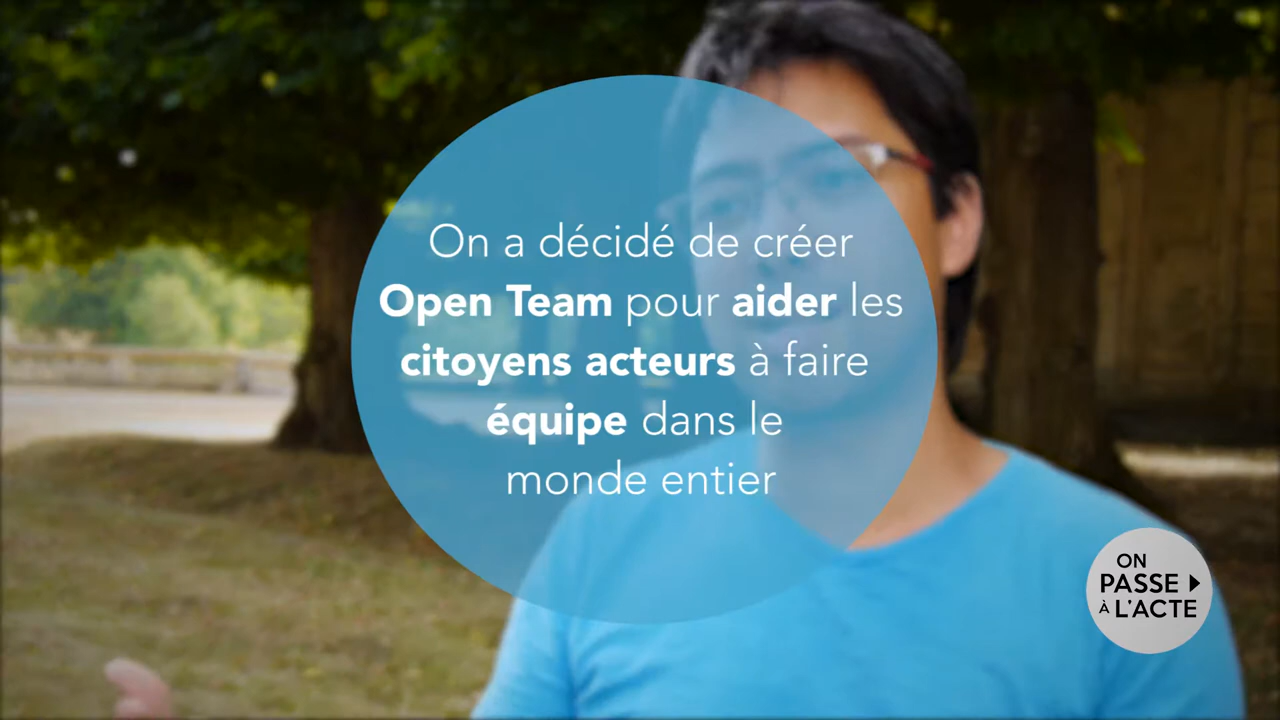 On a décidé de créer
Open Team pour aider les
citoyens acteurs à faire
équipe dans le
monde entier
ON
PASSE
À L'ACTE